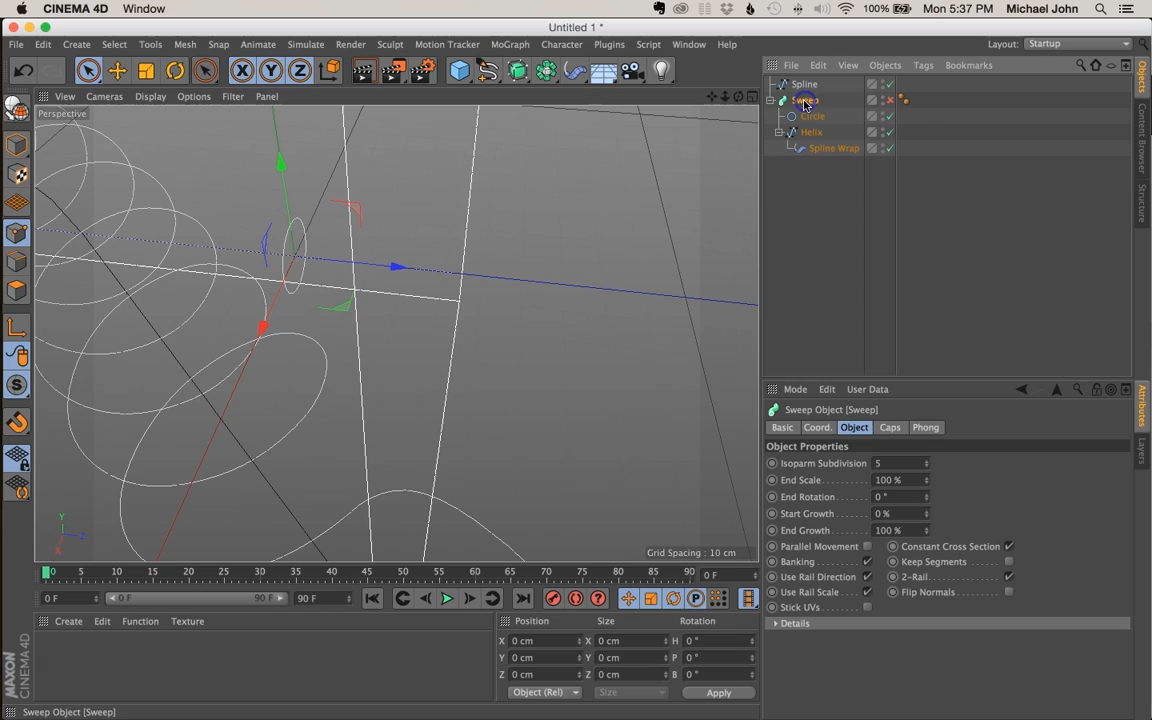 CINEMA 4D Window 100% Mon 5:37 PM Michael John
Untitled 1 *
File Edit Create Select Tools Mesh Snap Animate Simulate Render Sculpt Motion Tracker MoGraph Character Plugins Script Window Help Layout: Startup
X Y Z
File Edit View Objects Tags Bookmarks
View Cameras Display Options Filter Panel
Perspective
Spline
Sweep
Circle
Helix
Spline Wrap
Objects
Content Browser
Structure
Mode Edit User Data
Sweep Object [Sweep]
Basic Coord. Object Caps Phong
Object Properties
Isoparm Subdivision 5
End Scale 100 %
End Rotation 0 °
Start Growth 0 %
End Growth 100 %
Parallel Movement Constant Cross Section
Banking Keep Segments
Use Rail Direction 2-Rail
Use Rail Scale Flip Normals
Stick UVs
Details
Attributes
Layers
Y
Z
X
Grid Spacing : 10 cm
0 5 10 15 20 25 30 35 40 45 50 55 60 65 70 75 80 85 90 0 F
0 F 0 F 90 F 90 F
Create Edit Function Texture
Position Size Rotation
X 0 cm X 0 cm H 0 °
Y 0 cm Y 0 cm P 0 °
Z 0 cm Z 0 cm B 0 °
Object (Rel) Size Apply
MAXON
CINEMA 4D
Sweep Object [Sweep]